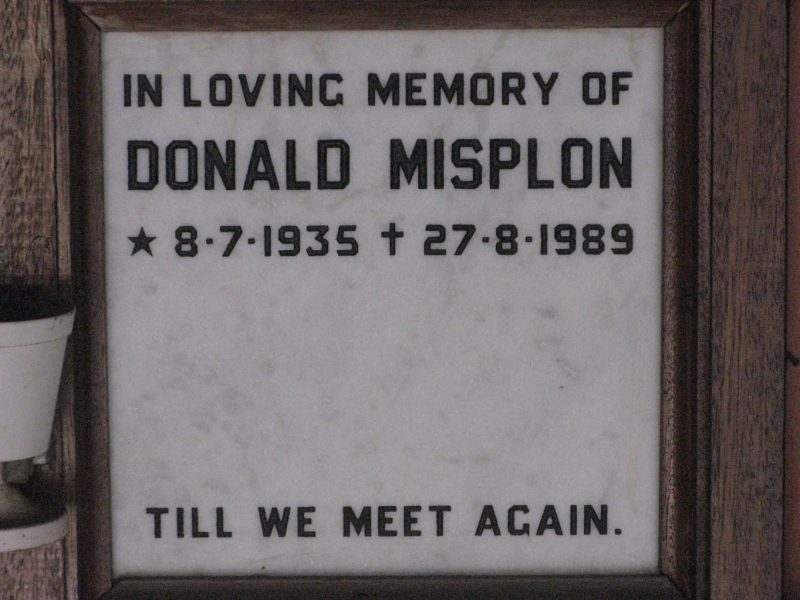 IN LOVING MEMORY OF
DONALD MISPLON
★ 8·7·1935 ✝ 27·8·1989
TILL WE MEET AGAIN.